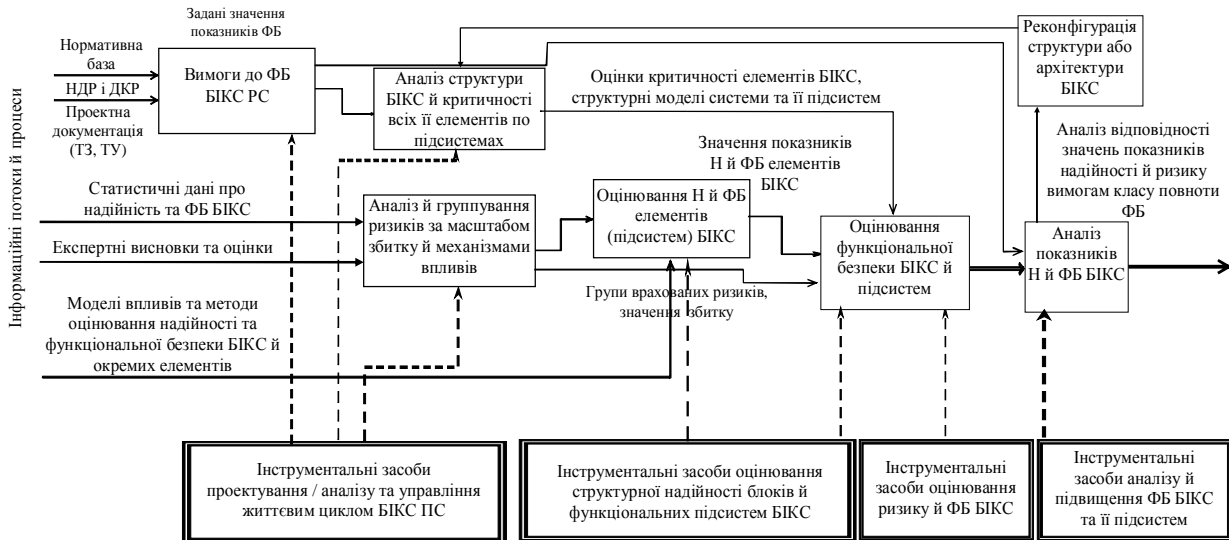 Інформаційні потоки й процеси
Задані значення
показників ФБ
Нормативна
база
НДР і ДКР
Проектна
документація
(ТЗ, ТУ)
Вимоги до ФБ
БІКС РС
Аналіз структури
БІКС й критичності
всіх її елементів по
підсистемах
Оцінки критичності елементів БІКС,
структурні моделі системи та її підсистем
Реконфігурація
структури або
архітектури
БІКС
Аналіз відповідності
значень показників
надійності й ризику
вимогам класу повноти
ФБ
Значення показників
Н й ФБ елементів
БІКС
Статистичні дані про
надійність та ФБ БІКС
Експертні висновки та оцінки
Моделі впливів та методи
оцінювання надійності та
функціональної безпеки БІКС й
окремих елементів
Аналіз й группування
ризиків за масштабом
збитку й механізмами
впливів
Оцінювання Н й ФБ
елементів
(підсистем) БІКС
Групи врахованих ризиків,
значення збитку
Оцінювання
функціональної
безпеки БІКС й
підсистем
Аналіз
показників
Н й ФБ БІКС
Інструментальні засоби
проектування / аналізу та управління
життєвим циклом БІКС ПС
Інструментальні засоби оцінювання
структурної надійності блоків й
функціональних підсистем БІКС
Інструментальні
засоби оцінювання
ризику й ФБ БІКС
Інструментальні
засоби аналізу й
підвищення ФБ БІКС
та її підсистем